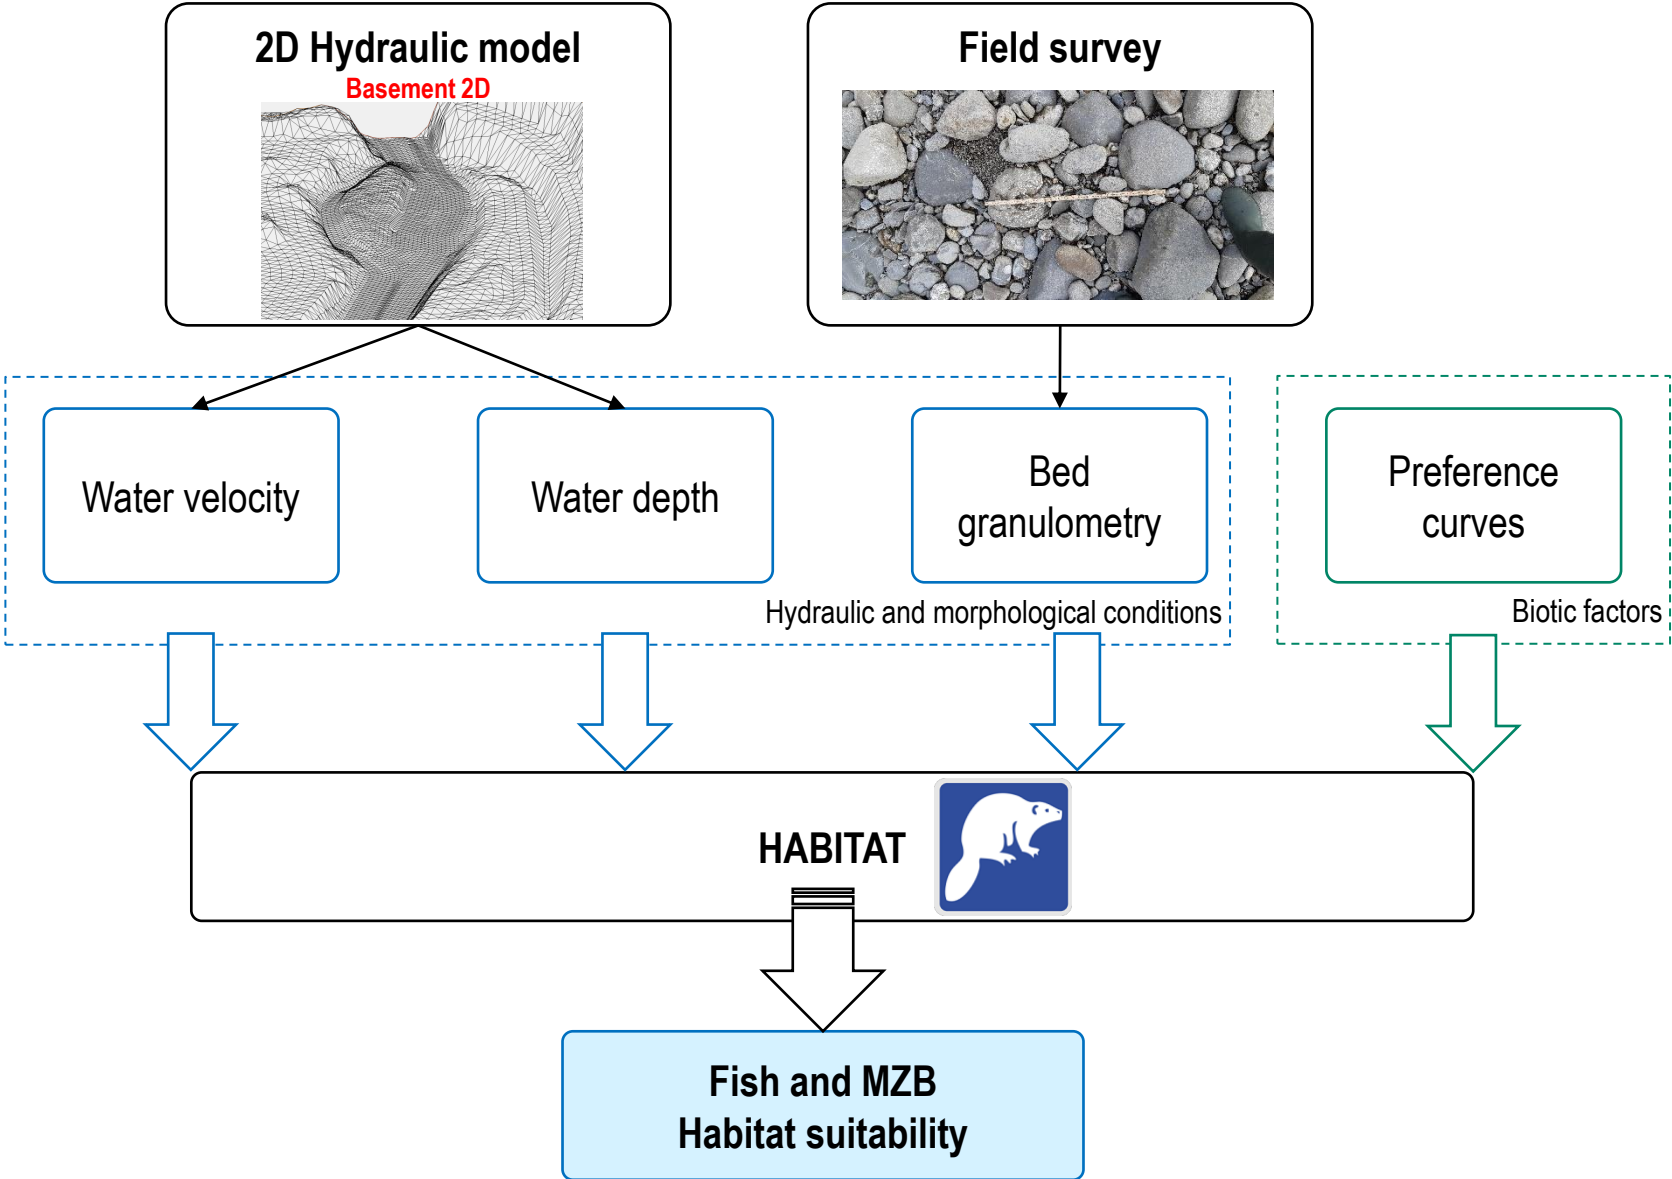 2D Hydraulic model
Basement 2D
Field survey
Water velocity
Water depth
Bed
granulometry
Preference
curves
Hydraulic and morphological conditions
Biotic factors
HABITAT
Fish and MZB
Habitat suitability